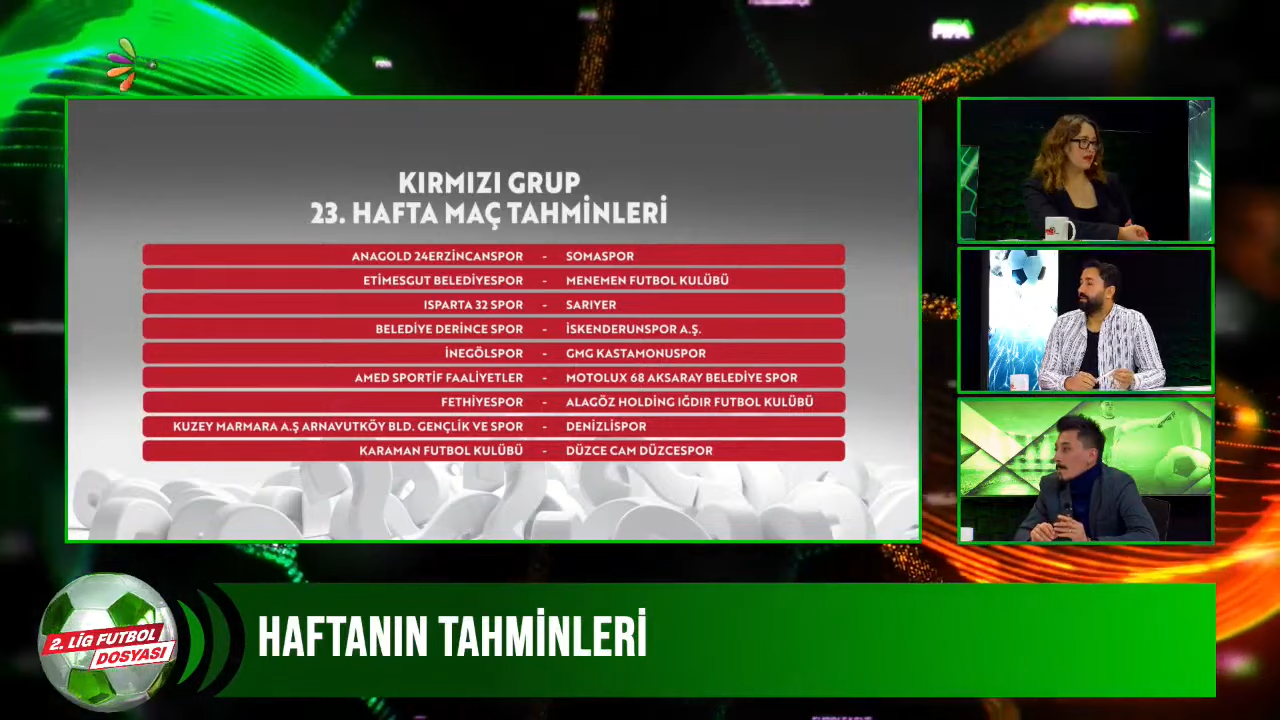 FIFA
KIRMIZI GRUP
23. HAFTA MAÇ TAHMİNLERİ
ANAGOLD 24ERZİNCANSPOR - SOMASPOR
ETİMESGUT BELEDİYESPOR - MENEMEN FUTBOL KULÜBÜ
ISPARTA 32 SPOR - SARIYER
BELEDİYE DERİNCE SPOR - İSKENDERUNSPOR A.Ş.
İNEGÖLSPOR - GMG KASTAMONUSPOR
AMED SPORTİF FAALİYETLER - MOTOLUX 68 AKSARAY BELEDİYE SPOR
FETHİYESPOR - ALAGÖZ HOLDİNG IĞDIR FUTBOL KULÜBÜ
KUZEY MARMARA A.Ş ARNAVUTKÖY BLD. GENÇLİK VE SPOR - DENİZLİSPOR
KARAMAN FUTBOL KULÜBÜ - DÜZCE CAM DÜZCESPOR
2. LİG FUTBOL
DOSYASI
HAFTANIN TAHMİNLERİ